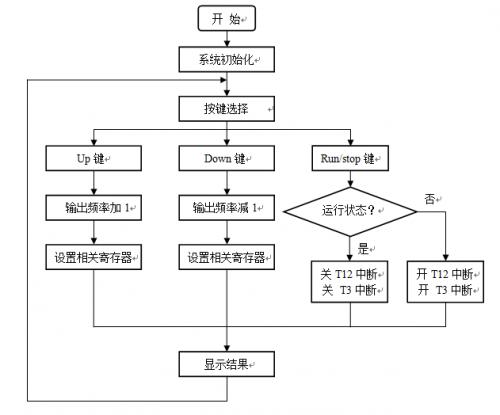 开 始
系统初始化
按键选择
Up 键
Down 键
Run/stop 键
输出频率加 1
输出频率减 1
运行状态？
否
是
设置相关寄存器
设置相关寄存器
关 T12 中断
关 T3 中断
开 T12 中断
开 T3 中断
显示结果